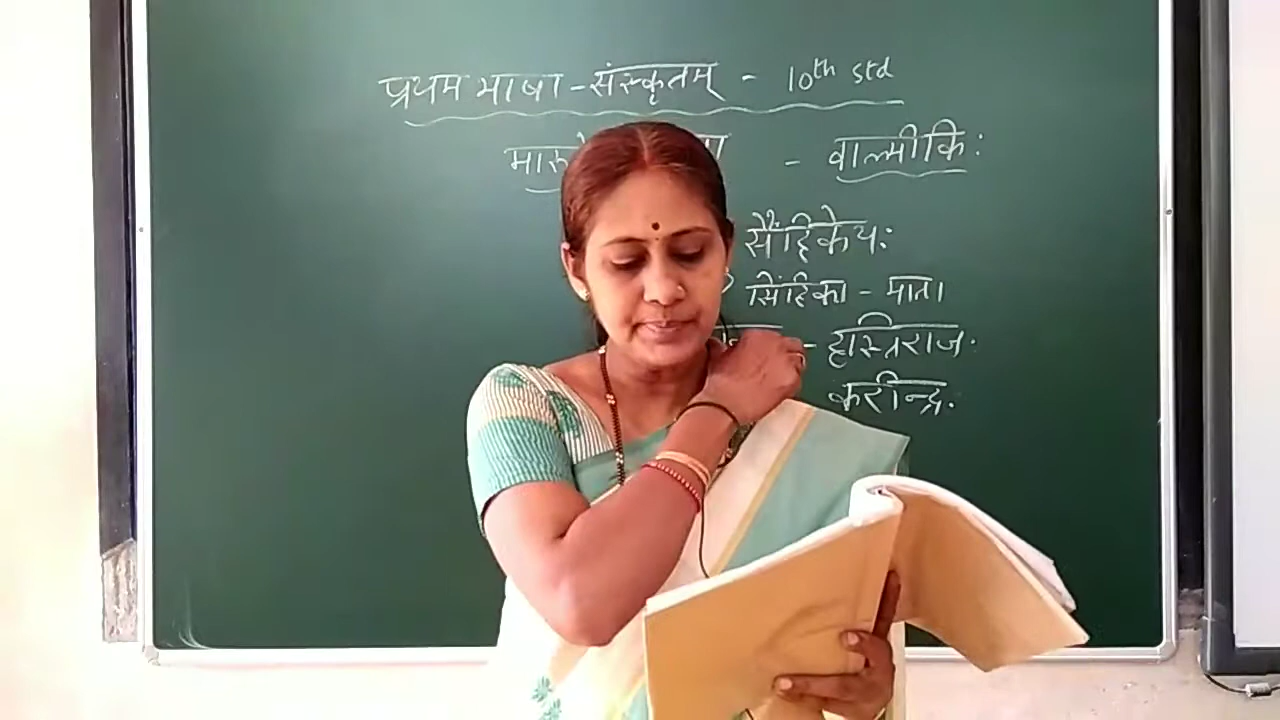 प्रथम भाषा - संस्कृतम् - 10th std
- वाल्मीकिः
सैंहिकेयः
सिंहिका - माता
- हस्तिराजः
करीन्द्रः